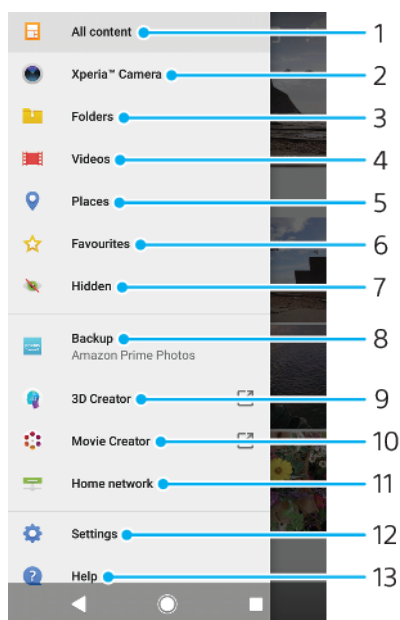 All content 1
Xperia™ Camera 2
Folders 3
Videos 4
Places 5
Favourites 6
Hidden 7
Backup 8
Amazon Prime Photos
3D Creator 9
Movie Creator 10
Home network 11
Settings 12
Help 13